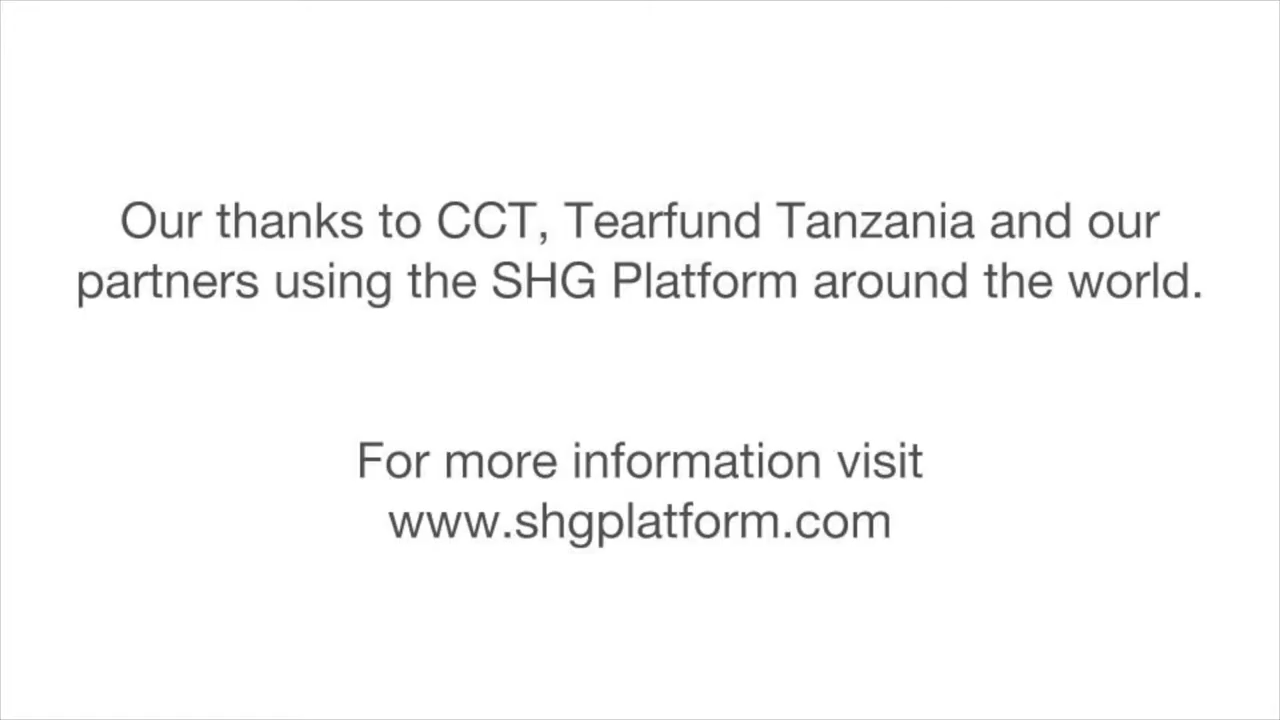 Our thanks to CCT, Tearfund Tanzania and our
partners using the SHG Platform around the world.
For more information visit
www.shgplatform.com